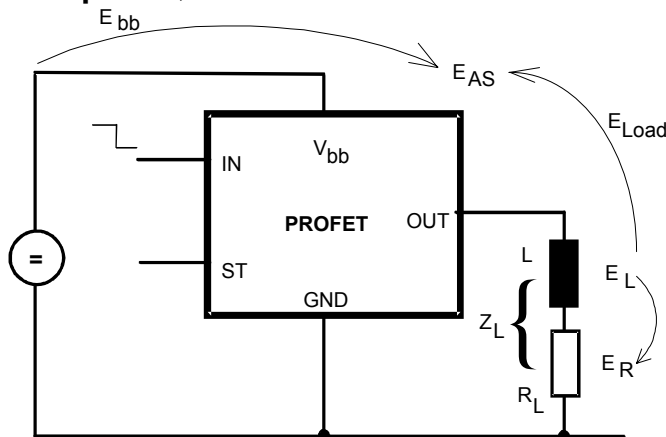 E bb
E AS
E Load
V bb
IN
PROFET
OUT
ST
GND
L
Z L
E L
E R
R L
=